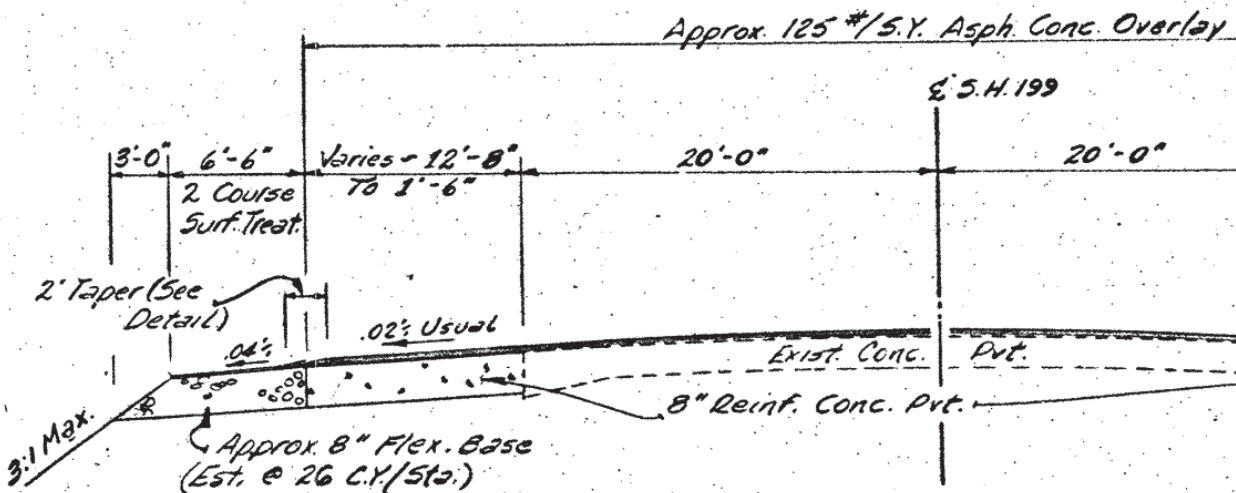 Approx. 125 #/S.Y. Asph. Conc. Overlay
℄ S.H. 199
3'-0"
6'-6"
2 Course
Surf. Treat.
Varies - 12'-8"
To 1'-6"
20'-0"
20'-0"
2' Taper (See
Detail)
.04'/'
.02'/' Usual
Exist. Conc. Pvt.
8" Reinf. Conc. Pvt.
3:1 Max.
Approx. 8" Flex. Base
(Est. @ 26 C.Y./Sta.)